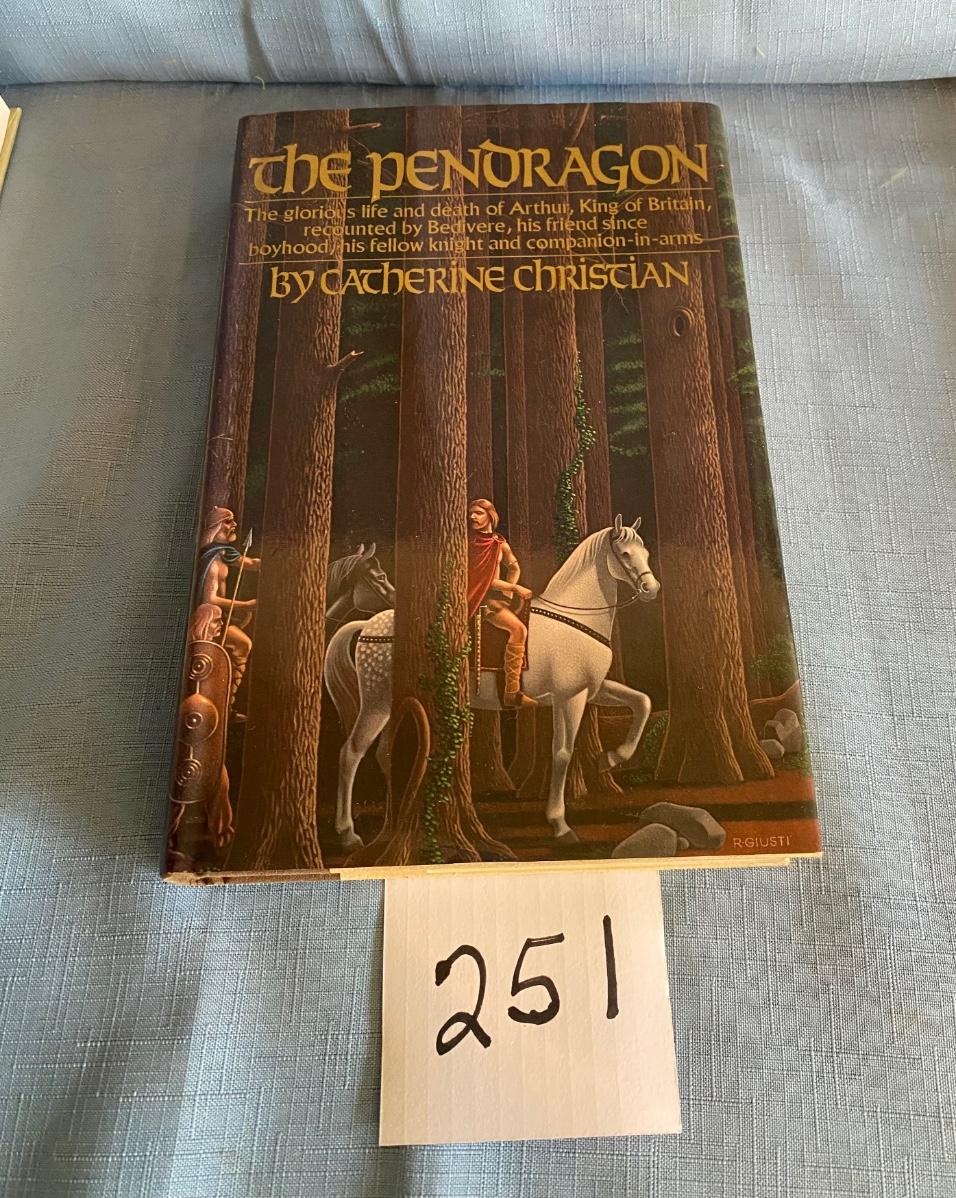 The PENDRAGON
The glorious life and death of Arthur, King of Britain,
recounted by Bedivere, his friend since
boyhood, his fellow knight and companion-in-arms
by CATHERINE CHRISTIAN
R·GIUSTI
251